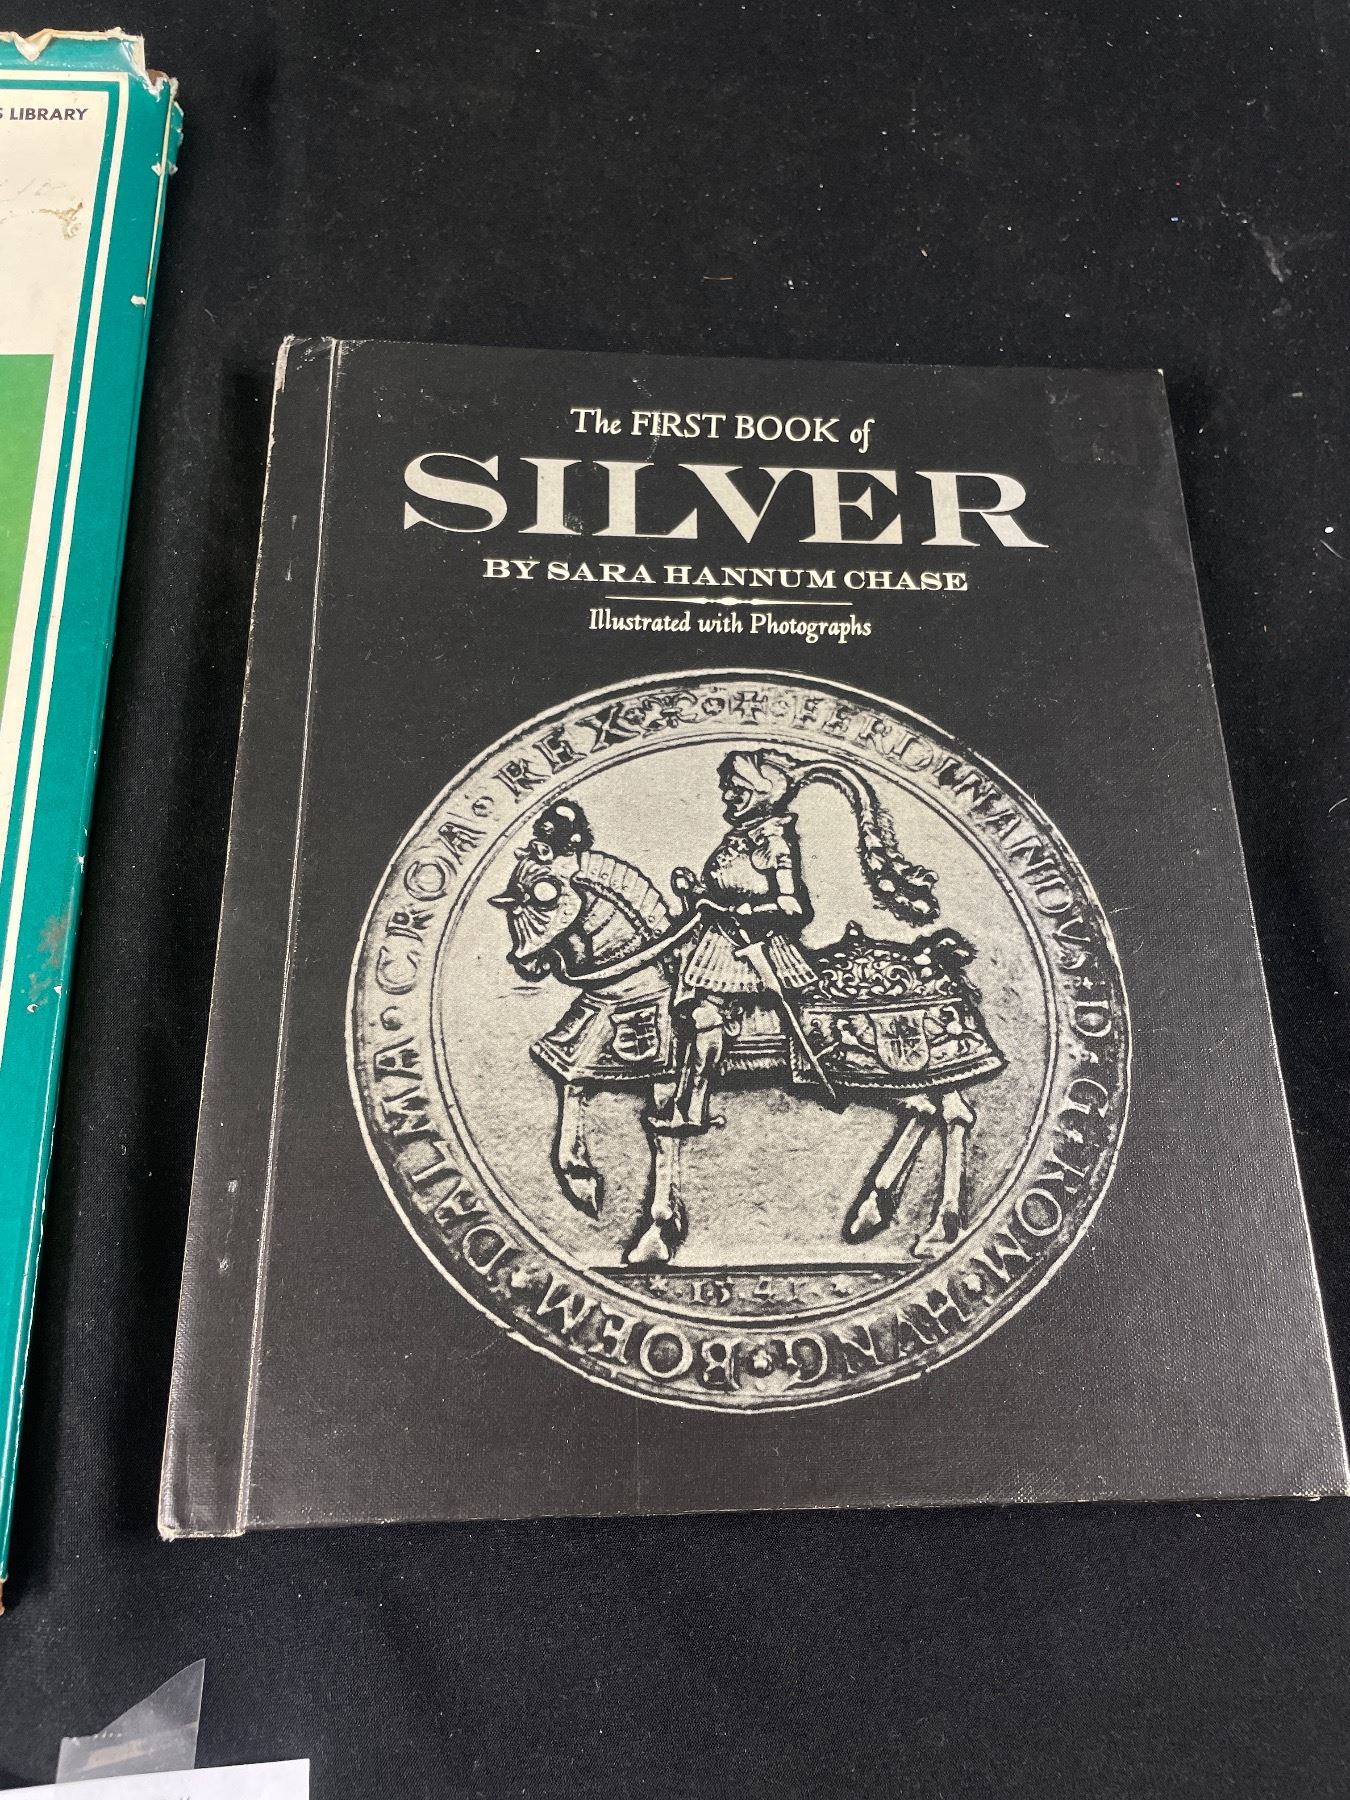 S LIBRARY
The FIRST BOOK of
SILVER
BY SARA HANNUM CHASE
Illustrated with Photographs
FERDINANDVS · D · G · ROM · HVNG · BOEM · DALMA · CROA · REX
1541